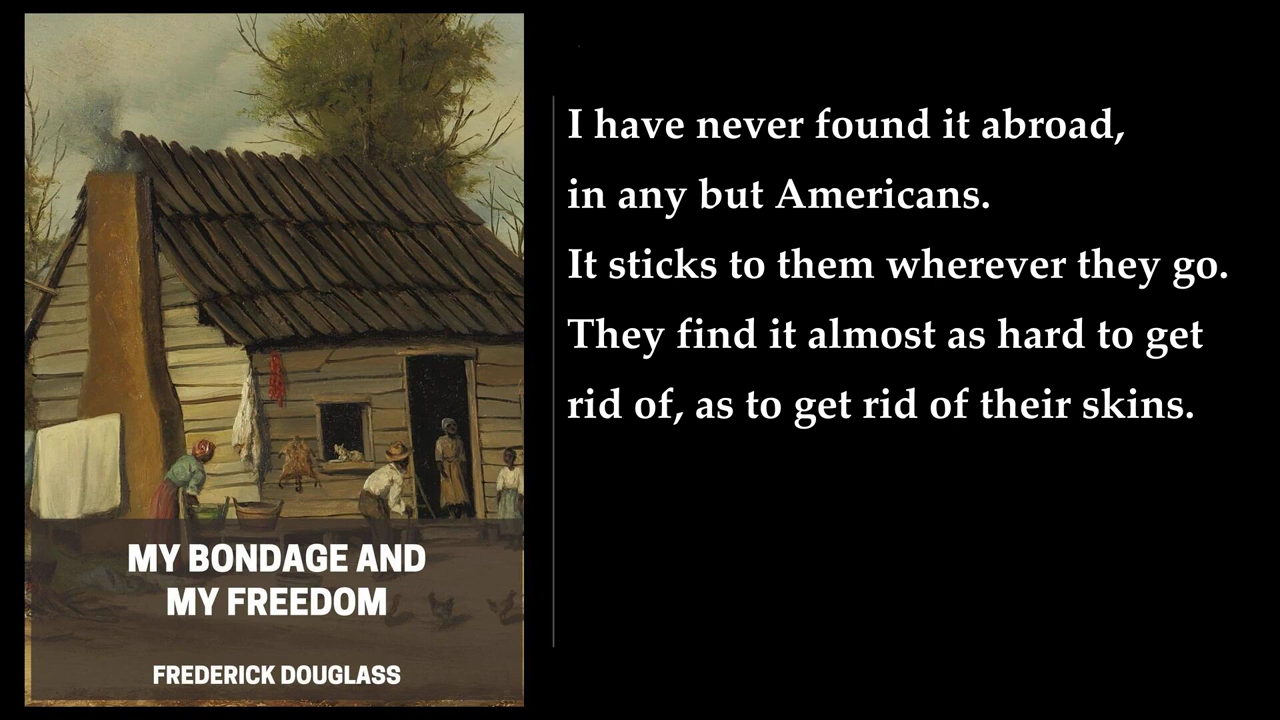 MY BONDAGE AND
MY FREEDOM
FREDERICK DOUGLASS
I have never found it abroad,
in any but Americans.
It sticks to them wherever they go.
They find it almost as hard to get
rid of, as to get rid of their skins.